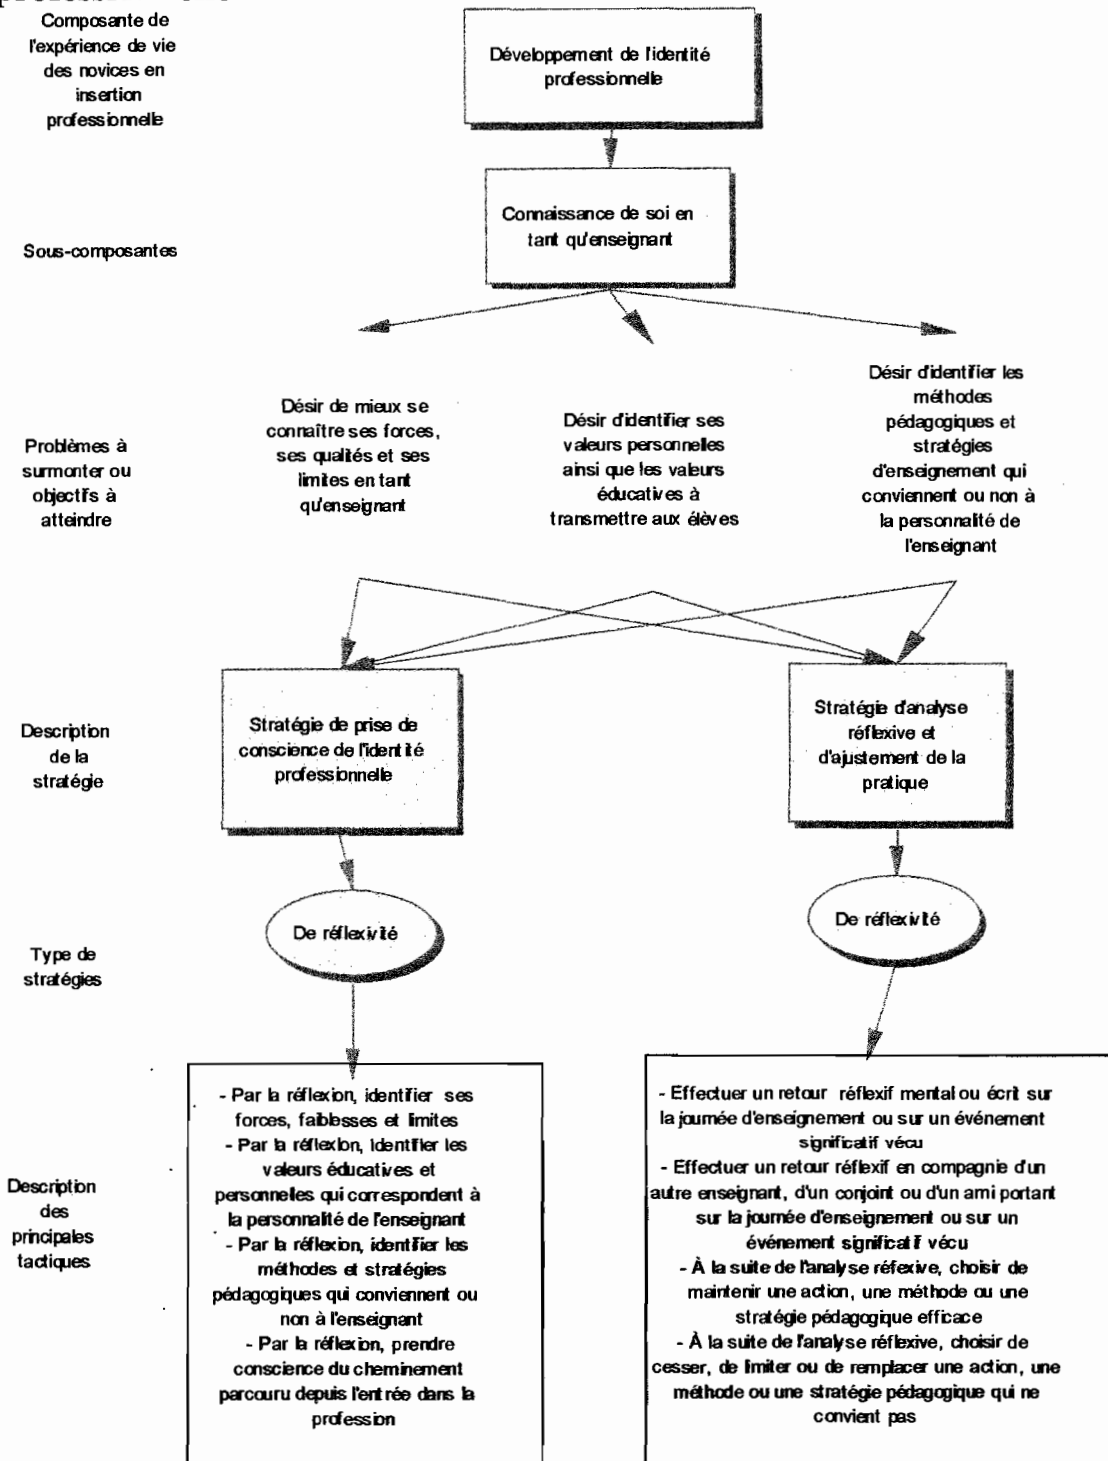 Composante de
l'expérience de vie
des novices en
insertion
professionnelle
Développement de l'identité
professionnelle
Sous-composantes
Connaissance de soi en
tant qu'enseignant
Problèmes à
surmonter ou
objectifs à
atteindre
Désir de mieux se
connaître ses forces,
ses qualités et ses
limites en tant
qu'enseignant
Désir d'identifier ses
valeurs personnelles
ainsi que les valeurs
éducatives à
transmettre aux élèves
Désir d'identifier les
méthodes
pédagogiques et
stratégies
d'enseignement qui
conviennent ou non à
la personnalité de
l'enseignant
Description
de la
stratégie
Stratégie de prise de
conscience de l'identité
professionnelle
Stratégie d'analyse
réflexive et
d'ajustement de la
pratique
Type de
stratégies
De réflexivité
De réflexivité
Description
des
principales
tactiques
- Par la réflexion, identifier ses
forces, faiblesses et limites
- Par la réflexion, identifier les
valeurs éducatives et
personnelles qui correspondent à
la personnalité de l'enseignant
- Par la réflexion, identifier les
méthodes et stratégies
pédagogiques qui conviennent ou
non à l'enseignant
- Par la réflexion, prendre
conscience du cheminement
parcouru depuis l'entrée dans la
profession
- Effectuer un retour réflexif mental ou écrit sur
la journée d'enseignement ou sur un événement
significatif vécu
- Effectuer un retour réflexif en compagnie d'un
autre enseignant, d'un conjoint ou d'un ami portant
sur la journée d'enseignement ou sur un
événement significatif vécu
- À la suite de l'analyse réfexive, choisir de
maintenir une action, une méthode ou une
stratégie pédagogique efficace
- À la suite de l'analyse réflexive, choisir de
cesser, de limiter ou de remplacer une action, une
méthode ou une stratégie pédagogique qui ne
convient pas